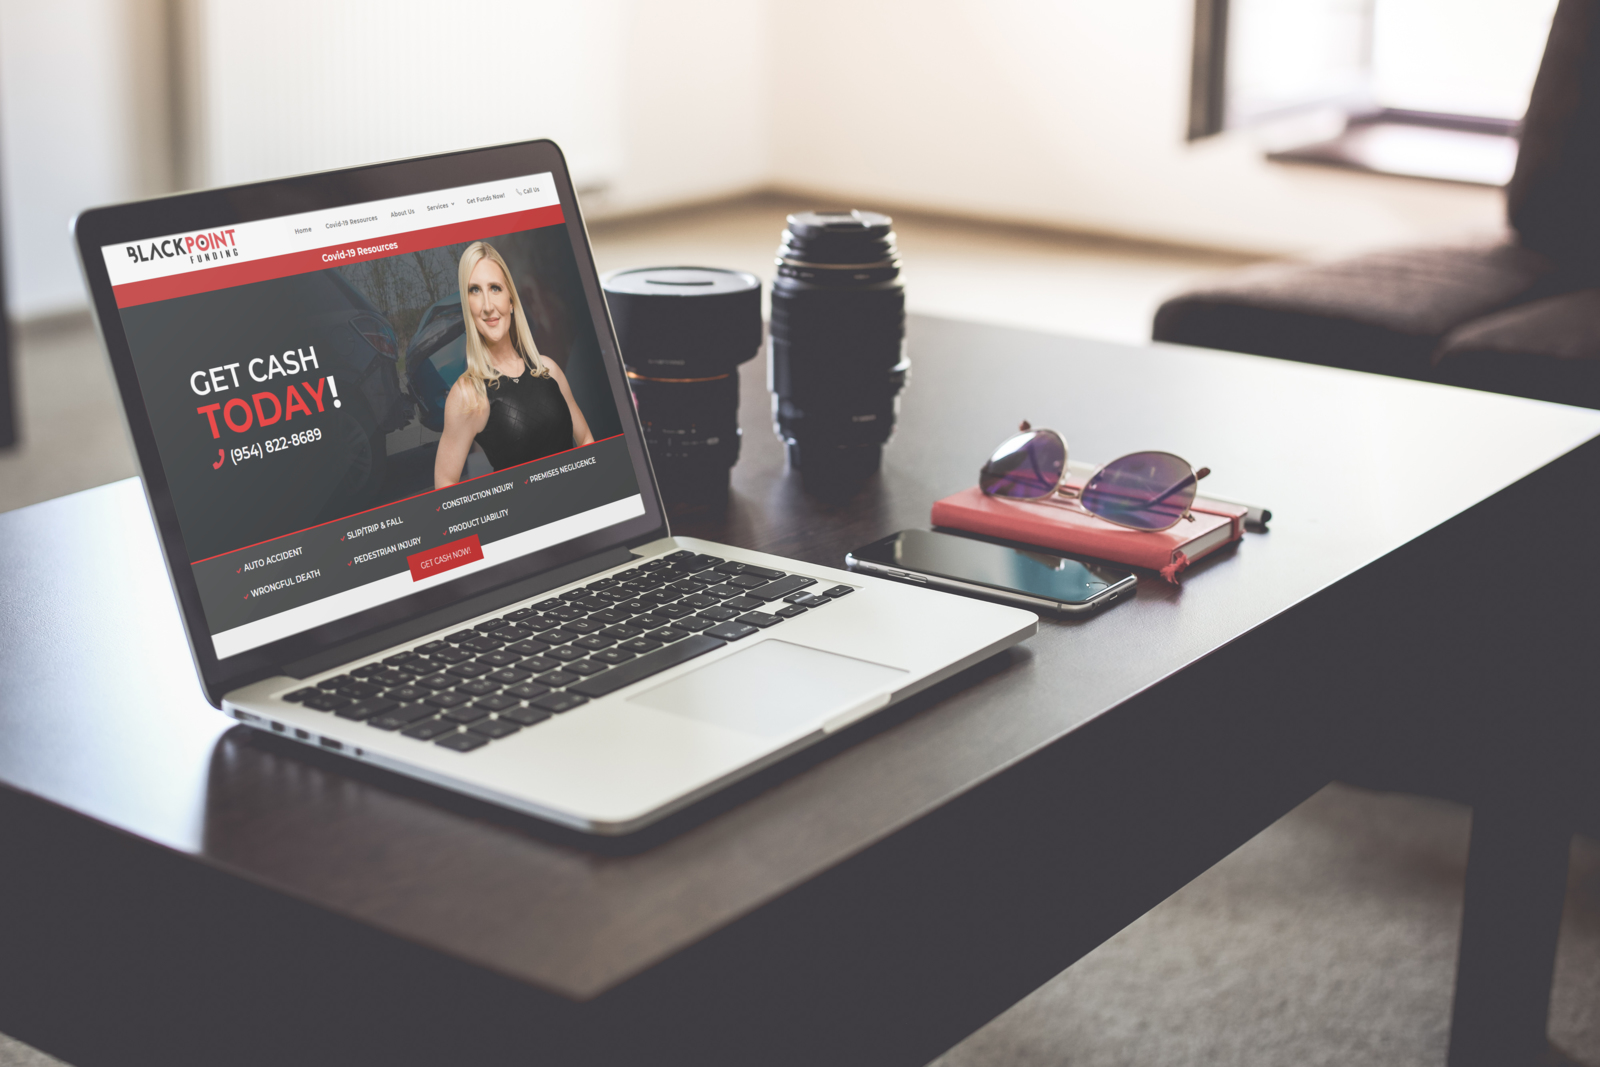 BLACKPOINT
FUNDING
Home Covid-19 Resources About Us Services Get Funds Now! Call Us
Covid-19 Resources
GET CASH
TODAY!
(954) 822-8689
AUTO ACCIDENT SLIP/TRIP & FALL CONSTRUCTION INJURY PREMISES NEGLIGENCE
WRONGFUL DEATH PEDESTRIAN INJURY PRODUCT LIABILITY
GET CASH NOW!